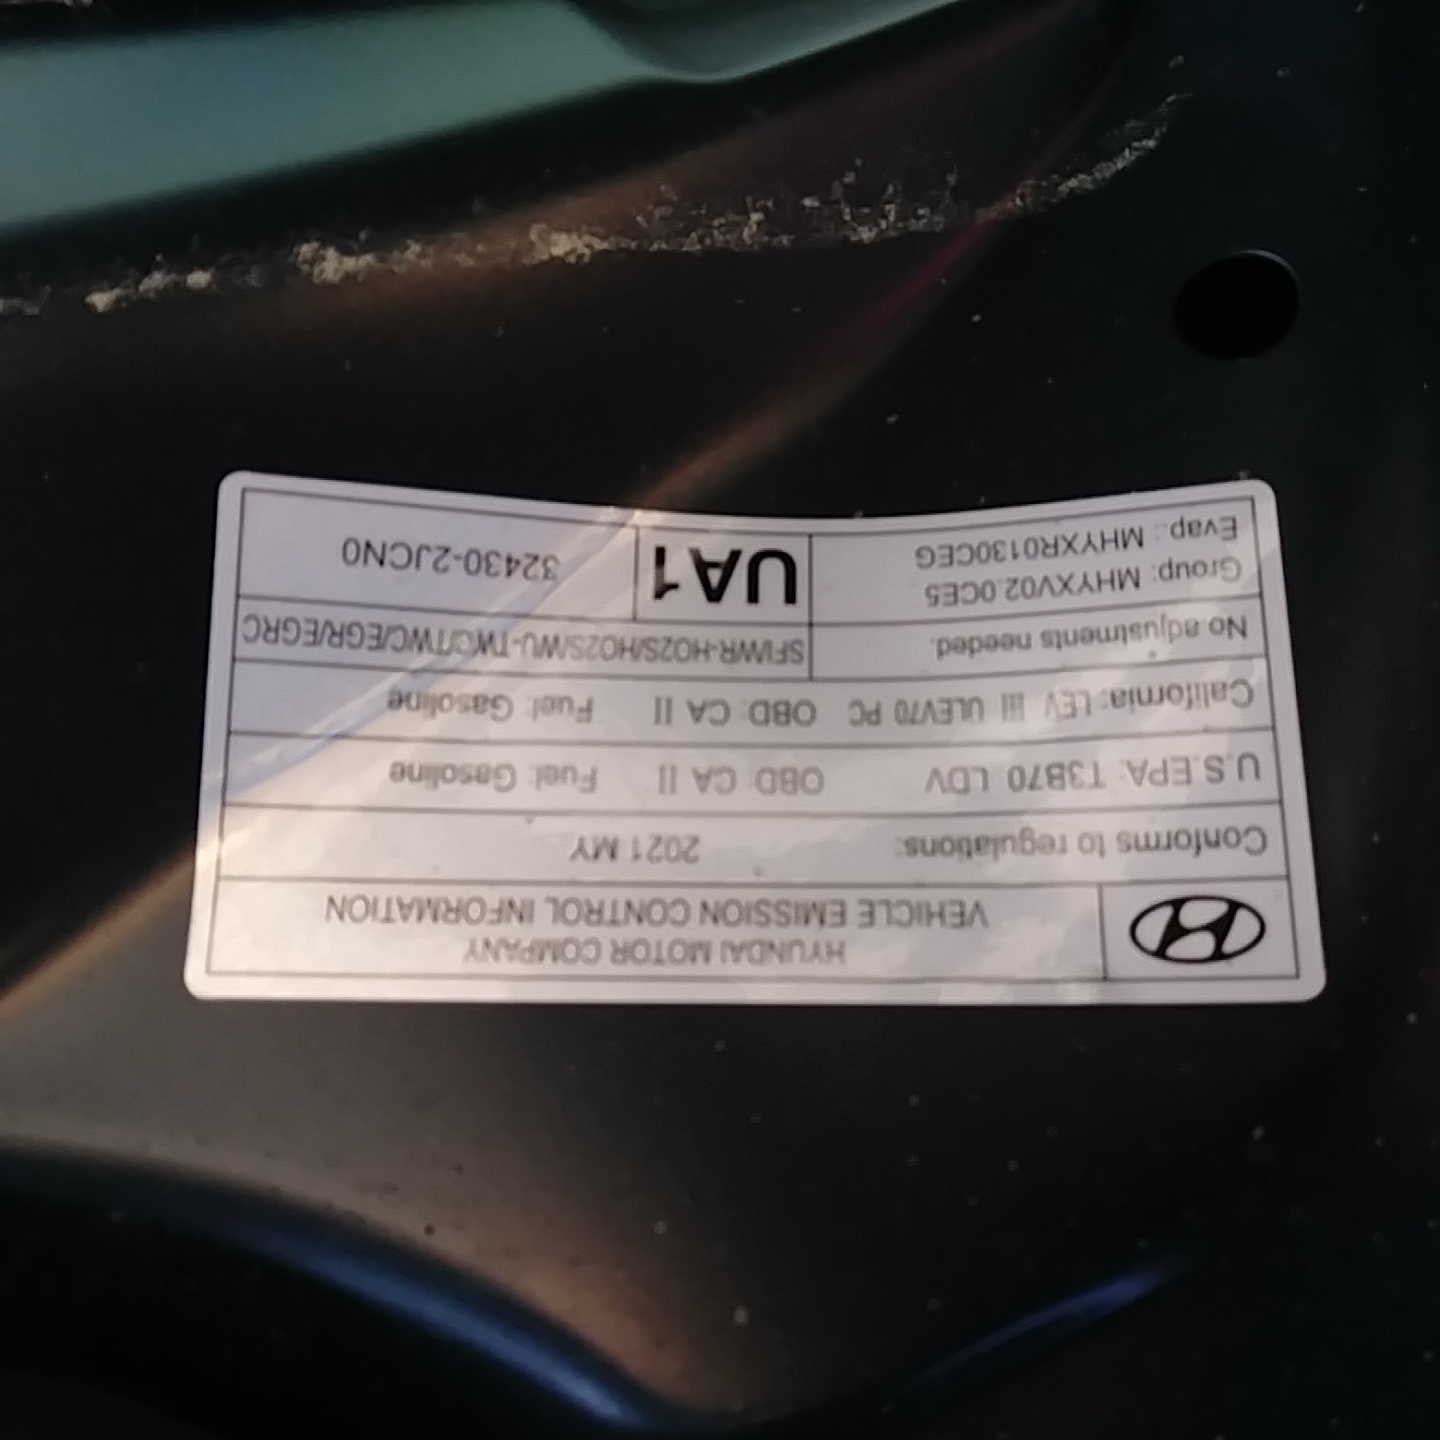 HYUNDAI MOTOR COMPANY
VEHICLE EMISSION CONTROL INFORMATION
Conforms to regulations: 2021 MY
U.S.EPA: T3B70 LDV OBD: CA II Fuel: Gasoline
California: LEV III ULEV70 PC OBD: CA II Fuel: Gasoline
No adjustments needed. SFI/WR-HO2S/HO2S/WU-TWC/TWC/EGR/EGRC
Group: MHYXV02.0CE5
Evap.: MHYXR0130CEG
UA1
32430-2JCN0